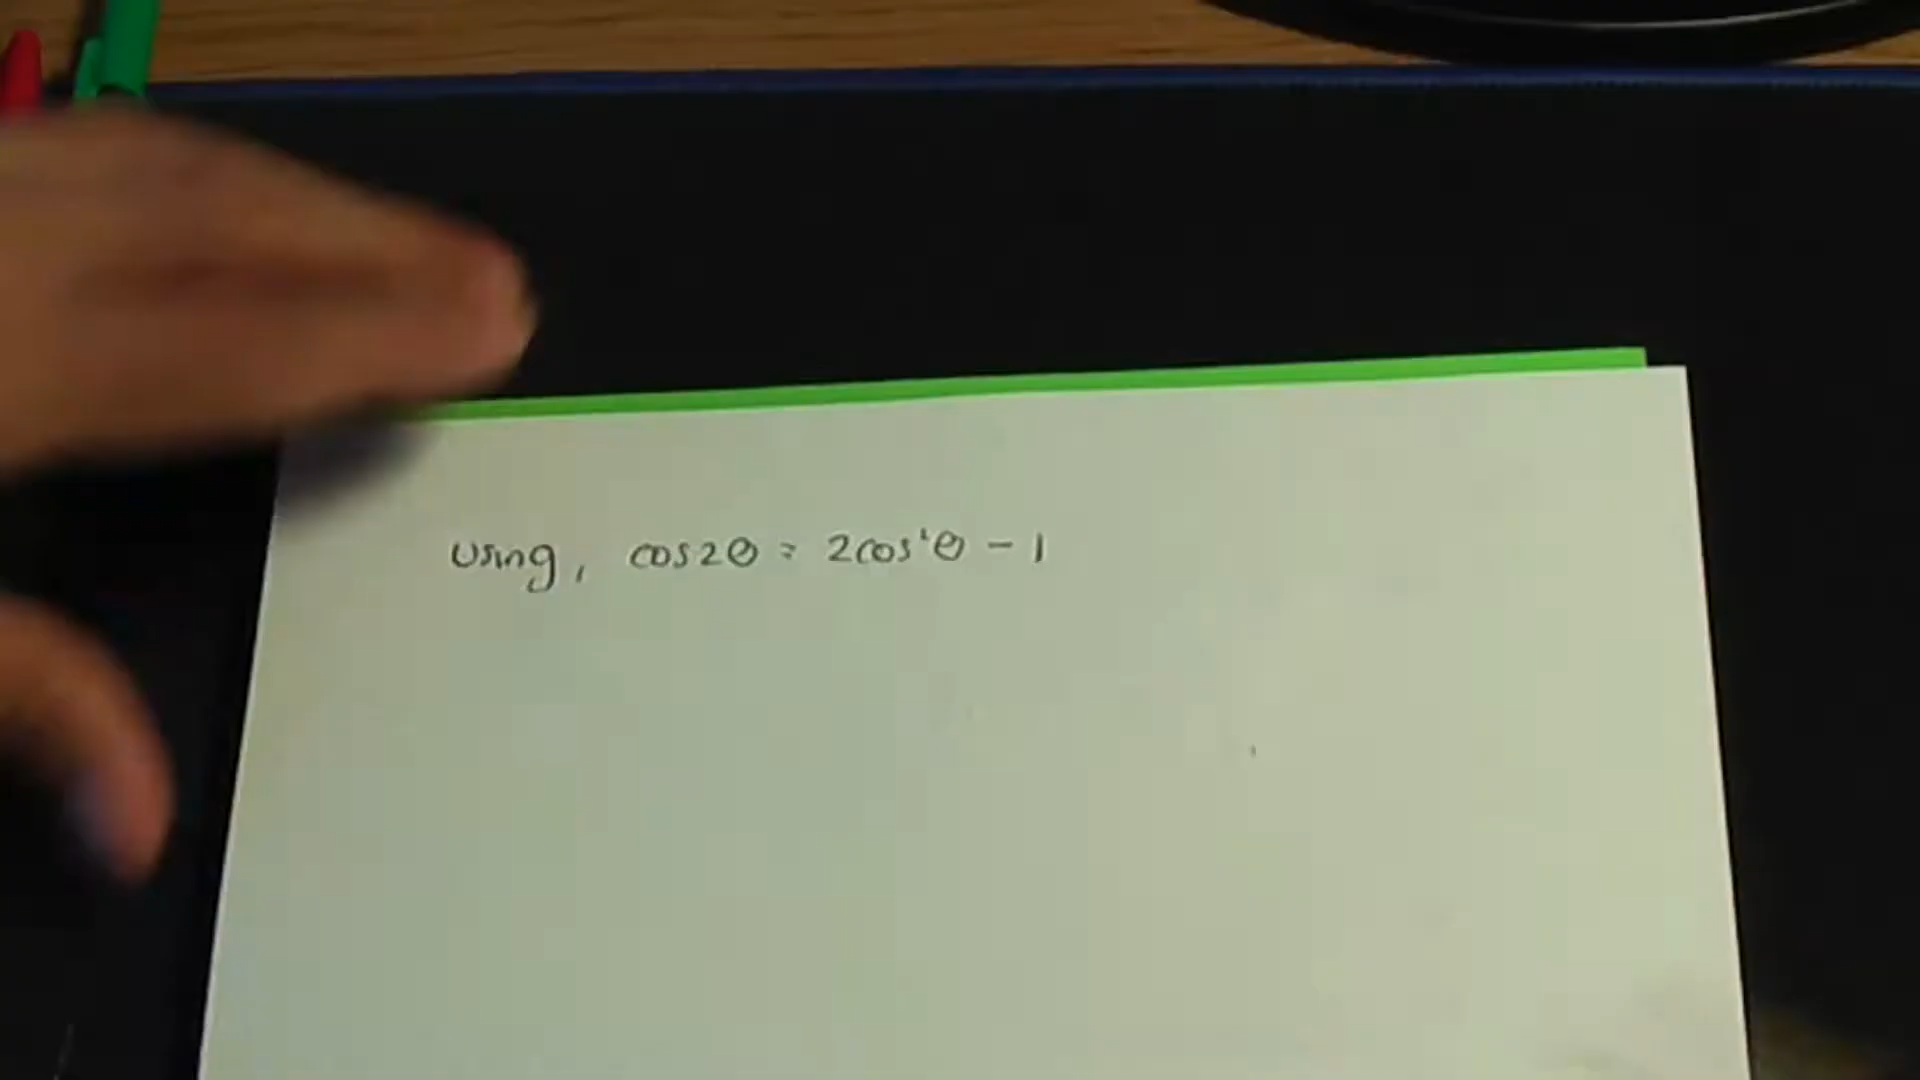 Using, cos2θ = 2cos²θ - 1